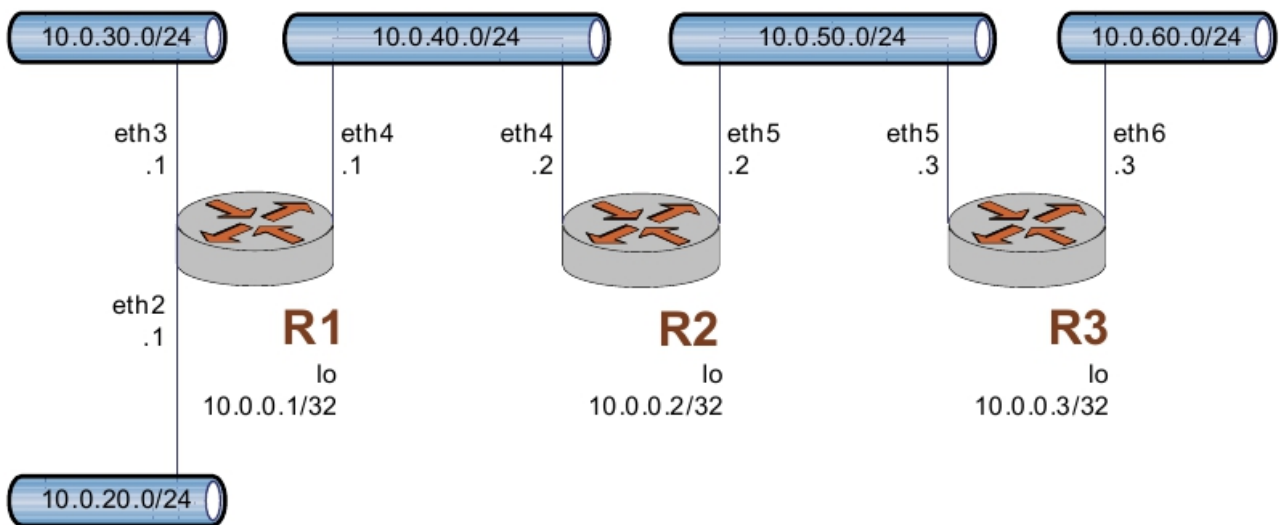 10.0.30.0/24
10.0.40.0/24
10.0.50.0/24
10.0.60.0/24
eth3
.1
eth4
.1
eth4
.2
eth5
.2
eth5
.3
eth6
.3
eth2
.1
R1
lo
10.0.0.1/32
R2
lo
10.0.0.2/32
R3
lo
10.0.0.3/32
10.0.20.0/24